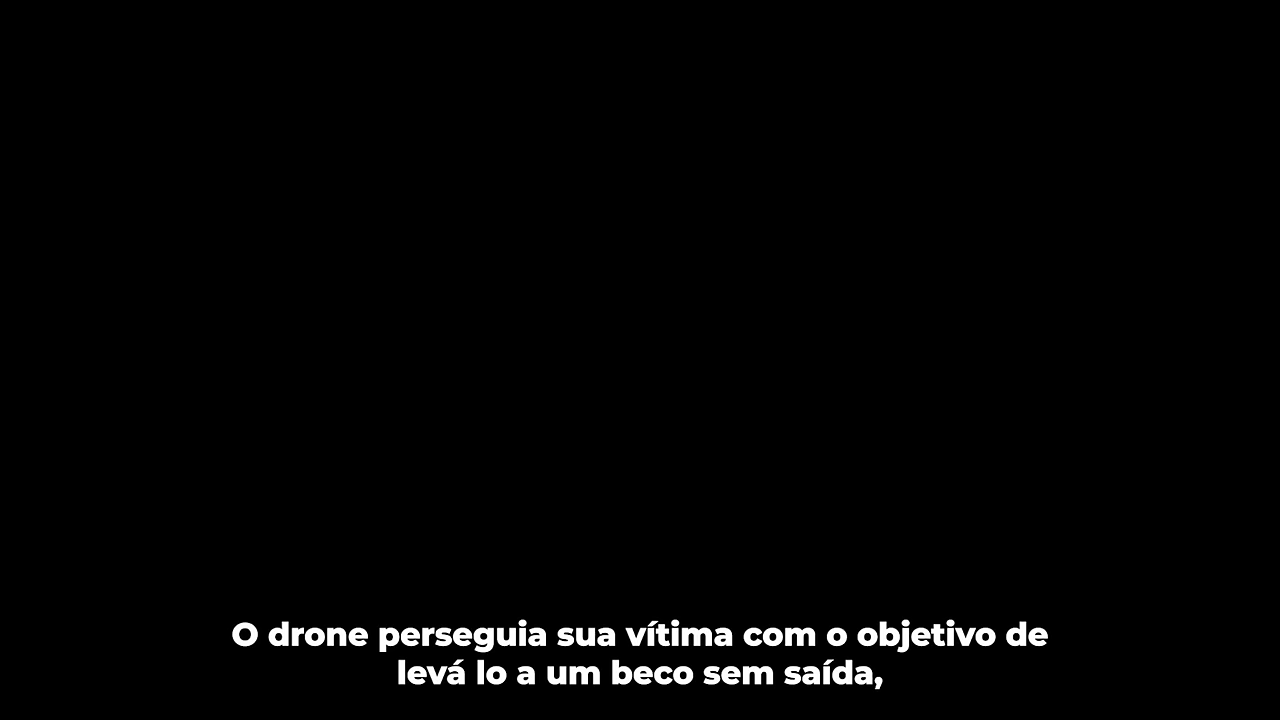 O drone perseguia sua vítima com o objetivo de
levá lo a um beco sem saída,